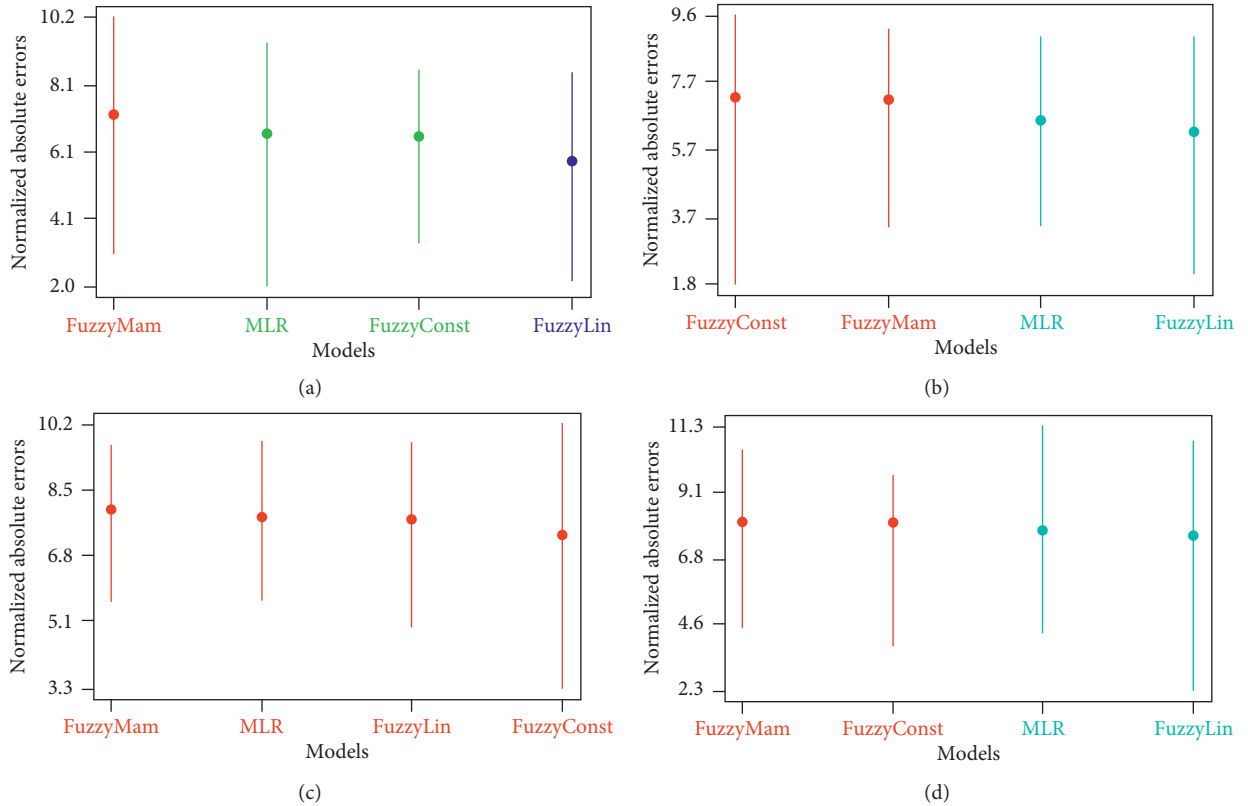 Normalized absolute errors
10.2
8.1
6.1
4.1
2.0
FuzzyMam
MLR
FuzzyConst
FuzzyLin
Models
(a)
Normalized absolute errors
9.6
7.7
5.7
3.7
1.8
FuzzyConst
FuzzyMam
MLR
FuzzyLin
Models
(b)
Normalized absolute errors
10.2
8.5
6.8
5.1
3.3
FuzzyMam
MLR
FuzzyLin
FuzzyConst
Models
(c)
Normalized absolute errors
11.3
9.1
6.8
4.6
2.3
FuzzyMam
FuzzyConst
MLR
FuzzyLin
Models
(d)